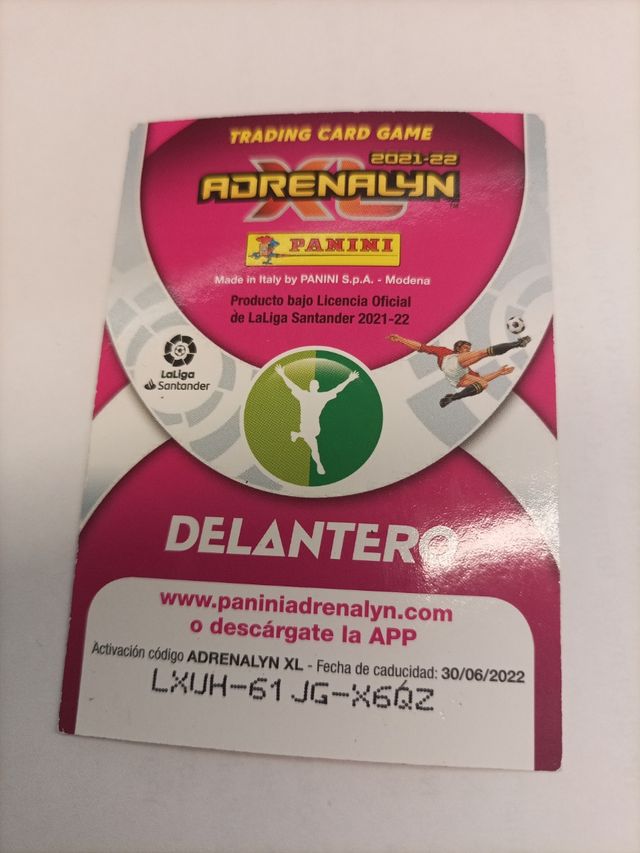 TRADING CARD GAME
2021-22
ADRENALYN
XL
TM
PANINI
Made in Italy by PANINI S.p.A. - Modena
Producto bajo Licencia Oficial
de LaLiga Santander 2021-22
LaLiga
Santander
DELANTERO
www.paniniadrenalyn.com
o descárgate la APP
Activación código ADRENALYN XL - Fecha de caducidad: 30/06/2022
LXUH-61JG-X6QZ